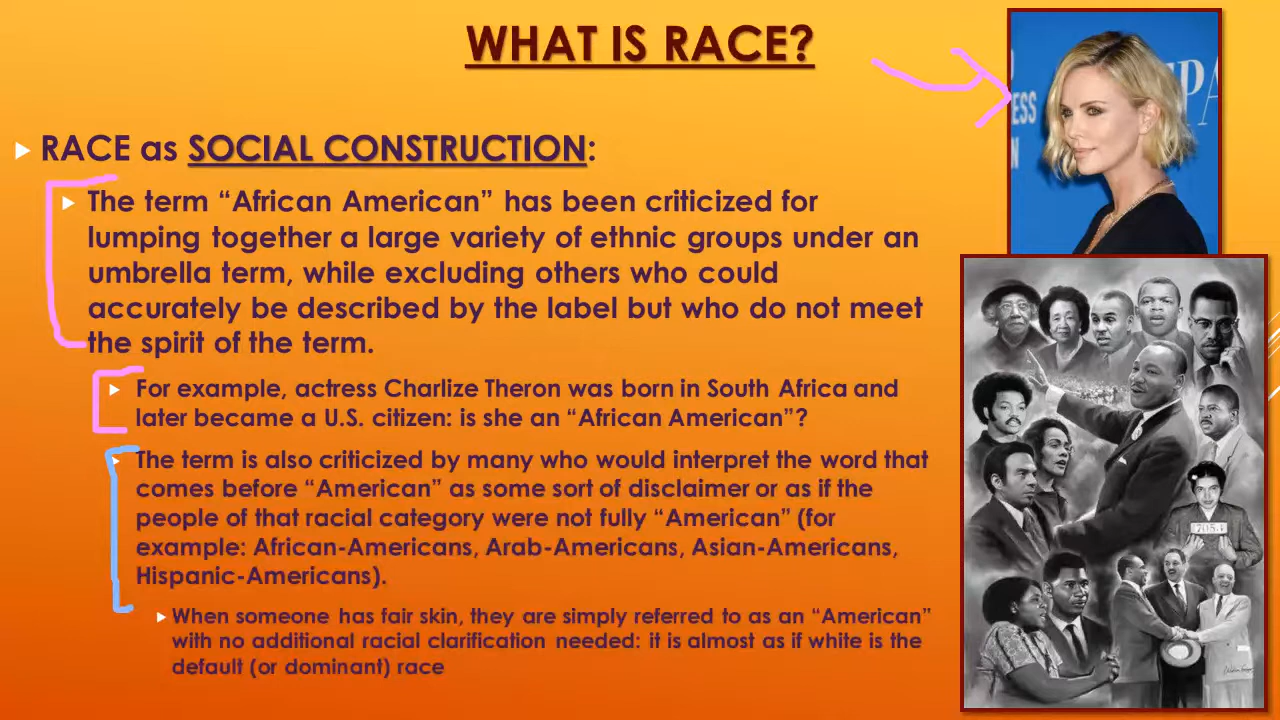 WHAT IS RACE?
RACE as SOCIAL CONSTRUCTION:
The term “African American” has been criticized for
lumping together a large variety of ethnic groups under an
umbrella term, while excluding others who could
accurately be described by the label but who do not meet
the spirit of the term.
For example, actress Charlize Theron was born in South Africa and
later became a U.S. citizen: is she an “African American”?
The term is also criticized by many who would interpret the word that
comes before “American” as some sort of disclaimer or as if the
people of that racial category were not fully “American” (for
example: African-Americans, Arab-Americans, Asian-Americans,
Hispanic-Americans).
When someone has fair skin, they are simply referred to as an “American”
with no additional racial clarification needed: it is almost as if white is the
default (or dominant) race
ESS
N
PA